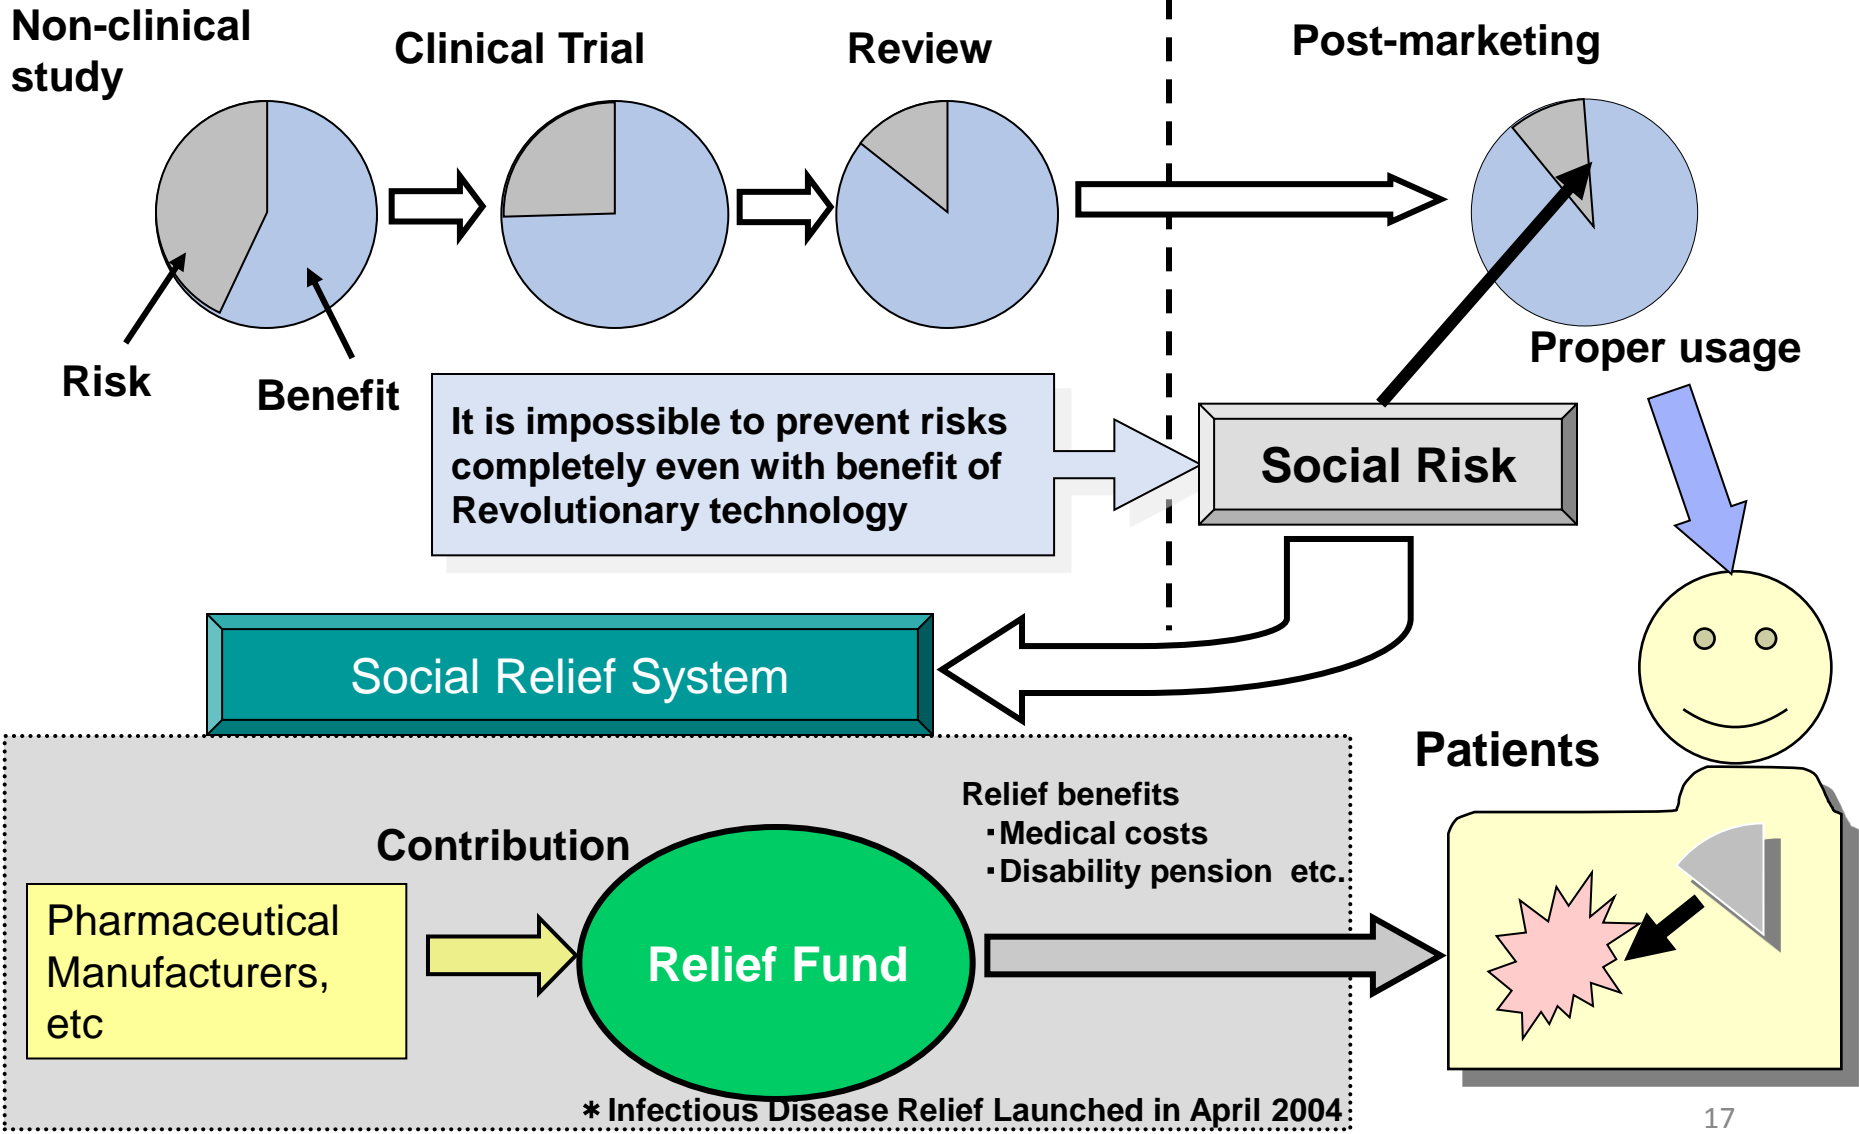 Non-clinical
study
Clinical Trial
Review
Post-marketing
Risk
Benefit
Proper usage
It is impossible to prevent risks
completely even with benefit of
Revolutionary technology
Social Risk
Social Relief System
Patients
Relief benefits
・Medical costs
・Disability pension etc.
Contribution
Pharmaceutical
Manufacturers,
etc
Relief Fund
＊Infectious Disease Relief Launched in April 2004
17